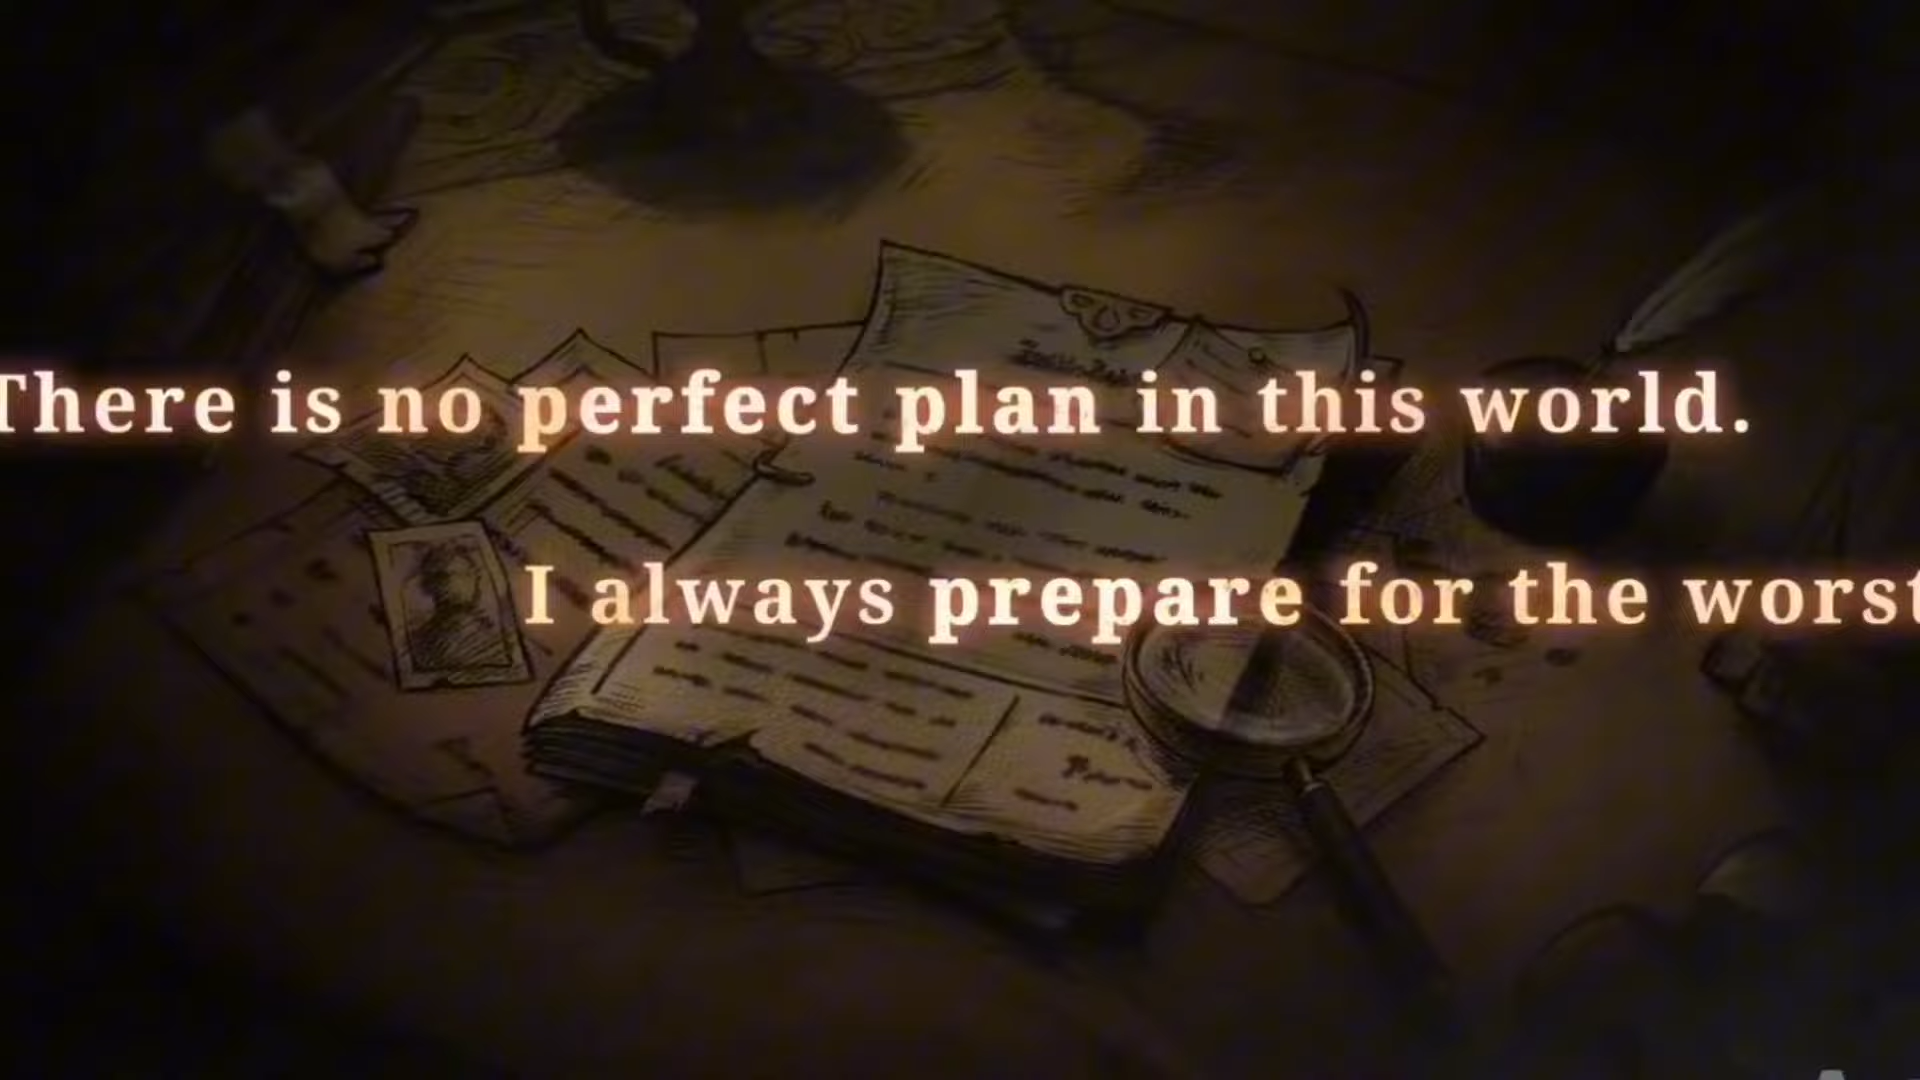 There is no perfect plan in this world.
I always prepare for the worst